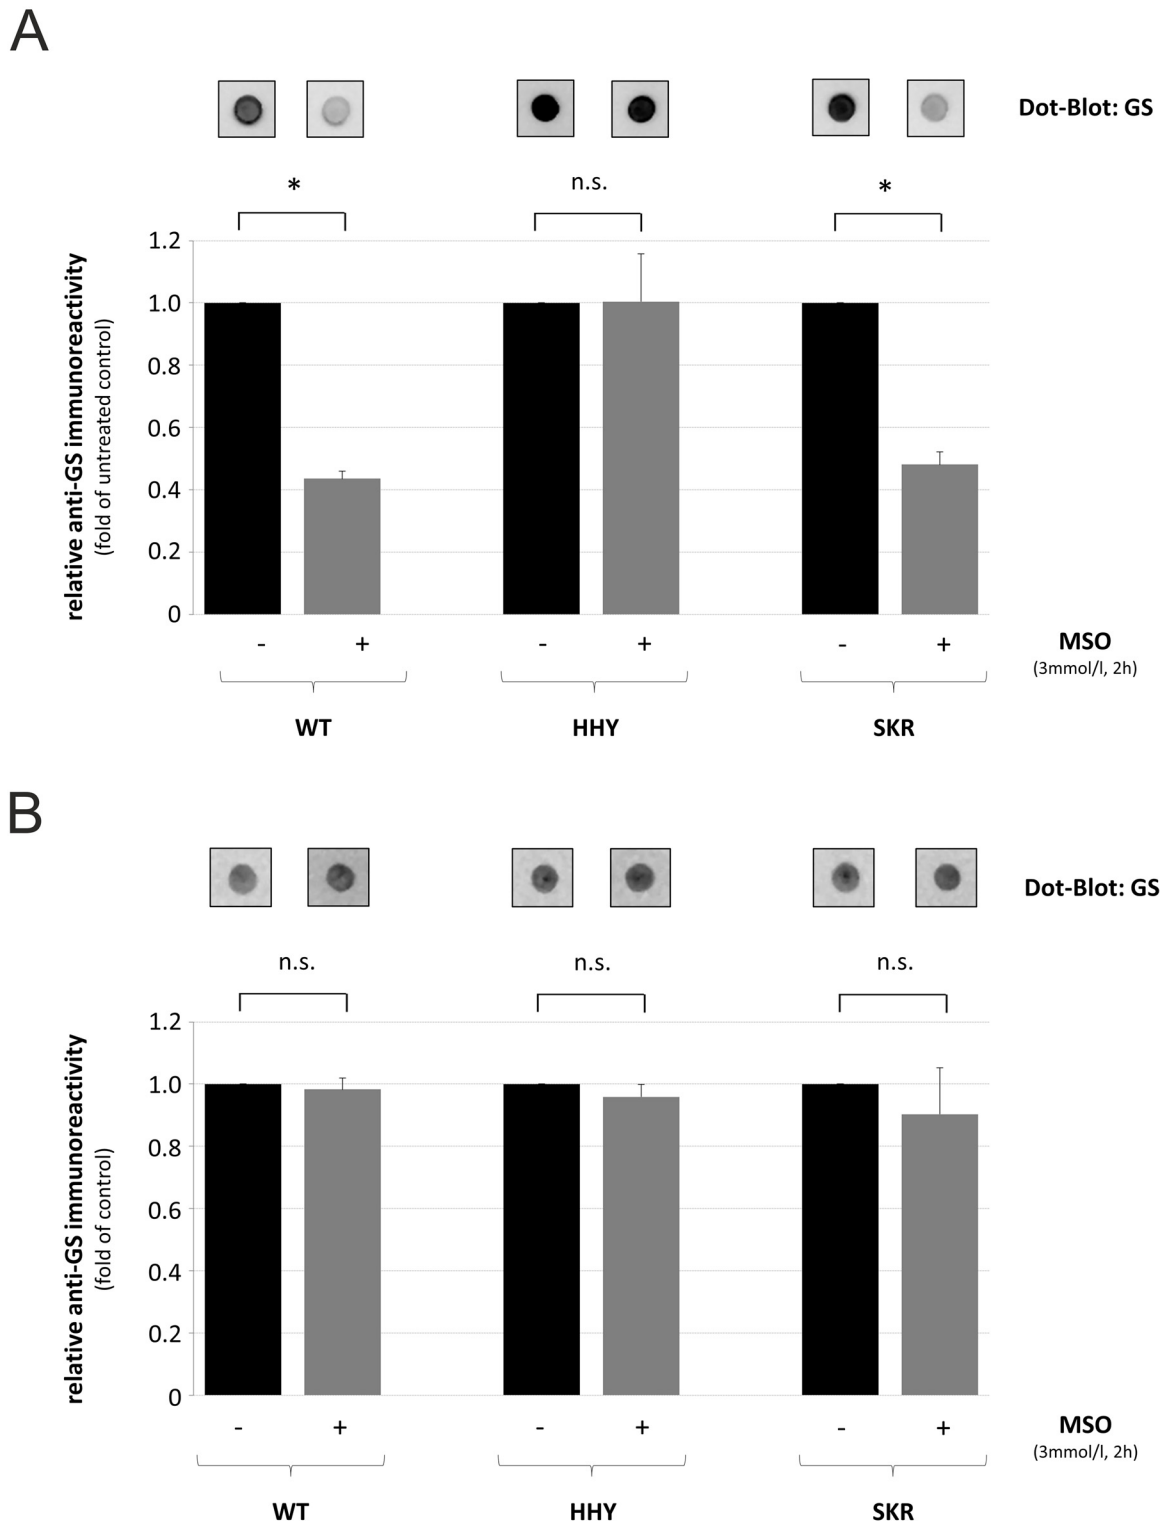 A
Dot-Blot: GS
* n.s. *
relative anti-GS immunoreactivity
(fold of untreated control)
1.2
1.0
0.8
0.6
0.4
0.2
0
- + - + - + MSO
(3mmol/l, 2h)
WT HHY SKR
B
Dot-Blot: GS
n.s. n.s. n.s.
relative anti-GS immunoreactivity
(fold of control)
1.2
1.0
0.8
0.6
0.4
0.2
0
- + - + - + MSO
(3mmol/l, 2h)
WT HHY SKR